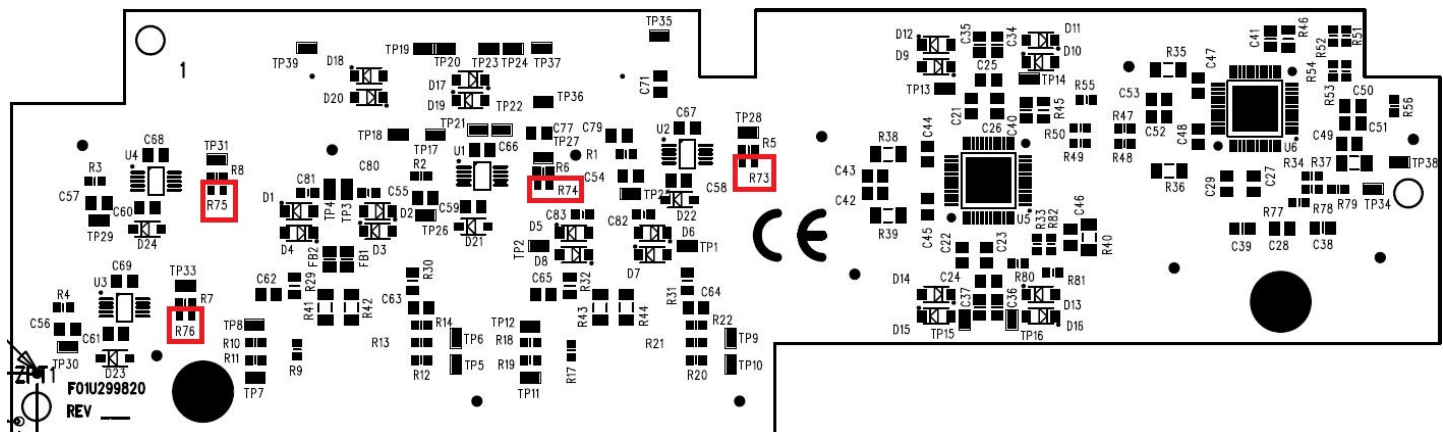 TP35
D12
D11
C35
C34
R46
C41
R52
R51
TP39
TP19
TP20
TP23
TP24
TP37
D9
D10
R35
C47
1
D18
D17
C71
C25
R54
D20
D19
TP22
TP36
TP13
TP14
R55
C53
R53
C50
R56
TP21
C77
C79
C67
TP28
C21
C40
R45
C52
C51
TP18
TP17
U1
C66
TP27
U2
R5
R38
C44
C26
R50
R47
C48
C49
C68
TP31
R1
R49
R48
U6
U4
R8
R2
R6
R73
C43
R34
R37
TP38
R3
C80
R74
C54
C58
R36
C29
C27
C57
R75
C81
C55
TP25
C42
R79
TP34
C60
D1
TP4
TP3
D2
C59
C83
C82
D22
R39
C45
U5
R33
R82
C46
R77
R78
TP29
D24
TP26
D21
D5
D6
R40
C39
C28
C38
D4
FB2
FB1
D3
TP2
D8
D7
TP1
C22
C23
C69
TP33
C62
R29
R30
C65
R32
R31
D14
C24
R80
R81
U3
R4
R7
R41
R42
C63
R43
R44
C64
C37
C36
D13
C56
C61
R76
TP8
R14
TP6
TP12
R22
TP9
D15
TP15
TP16
D16
TP30
R10
R13
R18
R21
R11
R9
R12
TP5
R19
R17
R20
TP10
ZPT1
D23
TP7
TP11
F01U299820
REV ___
CE